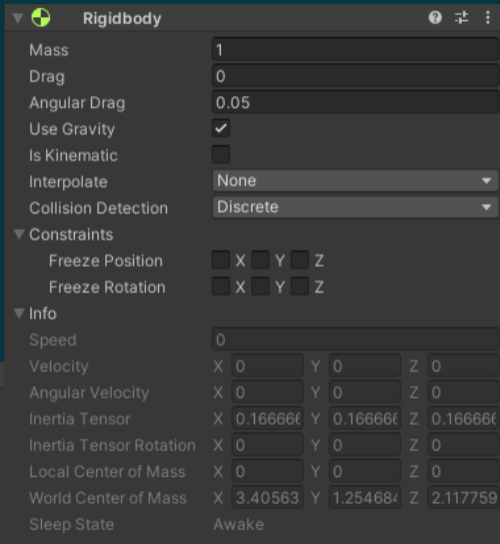 Rigidbody
Mass 1
Drag 0
Angular Drag 0.05
Use Gravity
Is Kinematic
Interpolate None
Collision Detection Discrete
Constraints
Freeze Position X Y Z
Freeze Rotation X Y Z
Info
Speed 0
Velocity X 0 Y 0 Z 0
Angular Velocity X 0 Y 0 Z 0
Inertia Tensor X 0.166666 Y 0.166666 Z 0.166666
Inertia Tensor Rotation X 0 Y 0 Z 0
Local Center of Mass X 0 Y 0 Z 0
World Center of Mass X 3.40563 Y 1.254684 Z 2.117759
Sleep State Awake